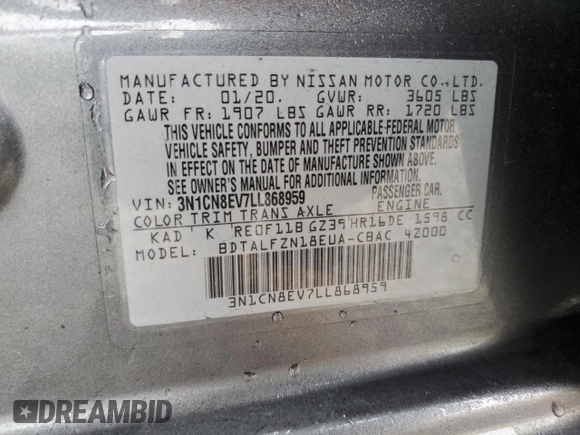 MANUFACTURED BY NISSAN MOTOR CO.,LTD.
DATE: 01/20. GVWR: 3605 LBS
GAWR FR: 1907 LBS GAWR RR: 1720 LBS
THIS VEHICLE CONFORMS TO ALL APPLICABLE-FEDERAL MOTOR
VEHICLE SAFETY, BUMPER AND THEFT PREVENTION STANDARDS
IN EFFECT ON THE DATE OF MANUFACTURE SHOWN ABOVE.
SEE OWNER'S MANUAL FOR ADDITIONAL INFORMATION.
VIN: 3N1CN8EV7LL868959 PASSENGER CAR.
COLOR TRIM TRANS AXLE ENGINE
KAD ' K ' RE0F11B GZ39 HR16DE 1598 CC
MODEL: BDTALFZN18EUA-CBAC 42000
3N1CN8EV7LL868959
DREAMBID